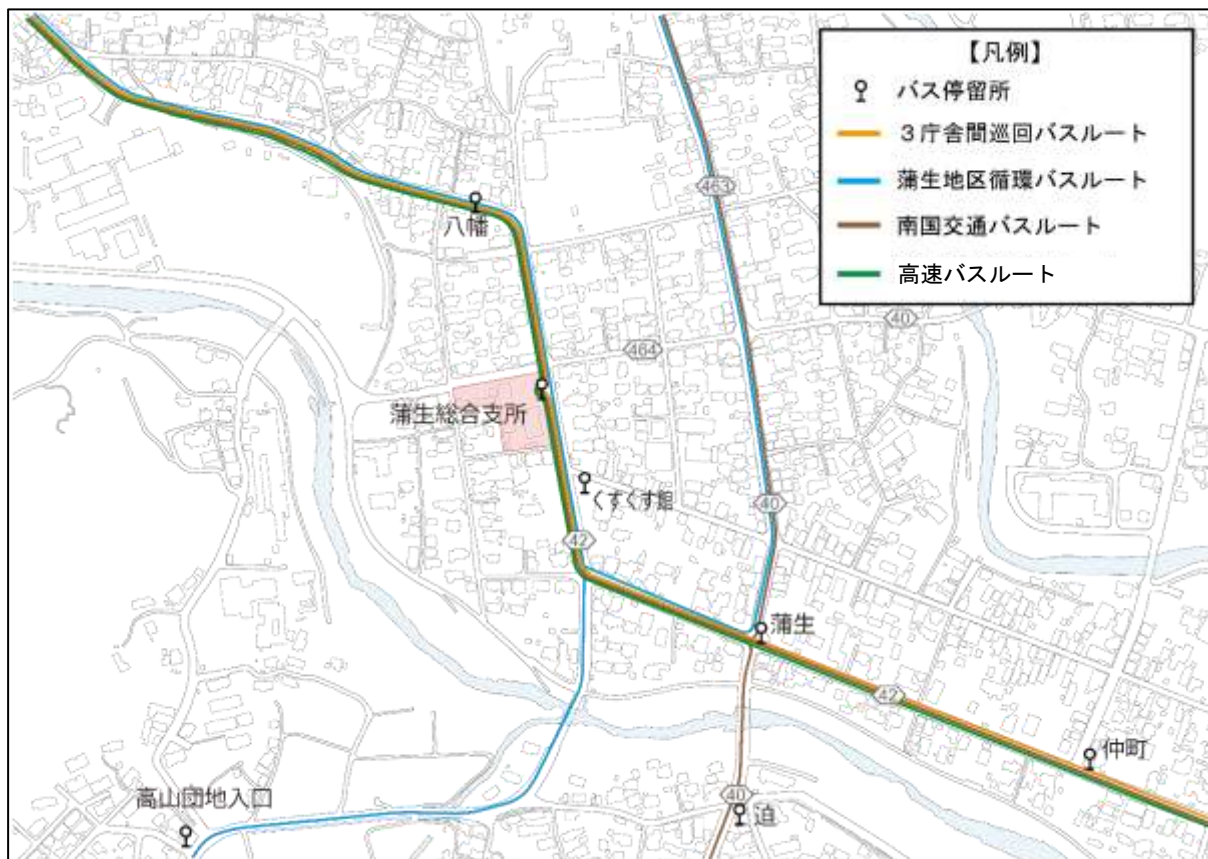 【凡例】
バス停留所
3庁舎間巡回バスルート
蒲生地区循環バスルート
南国交通バスルート
高速バスルート
463
八幡
40
464
蒲生総合支所
くすくす館
40
42
蒲生
42
仲町
高山団地入口
40
迫